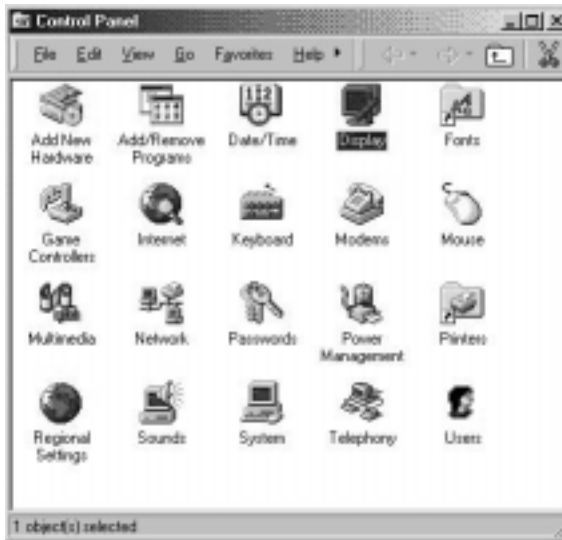 Control Panel
File Edit View Go Favorites Help
Add New Hardware
Add/Remove Programs
Date/Time
Display
Fonts
Game Controllers
Internet
Keyboard
Modems
Mouse
Multimedia
Network
Passwords
Power Management
Printers
Regional Settings
Sounds
System
Telephony
Users
1 object(s) selected